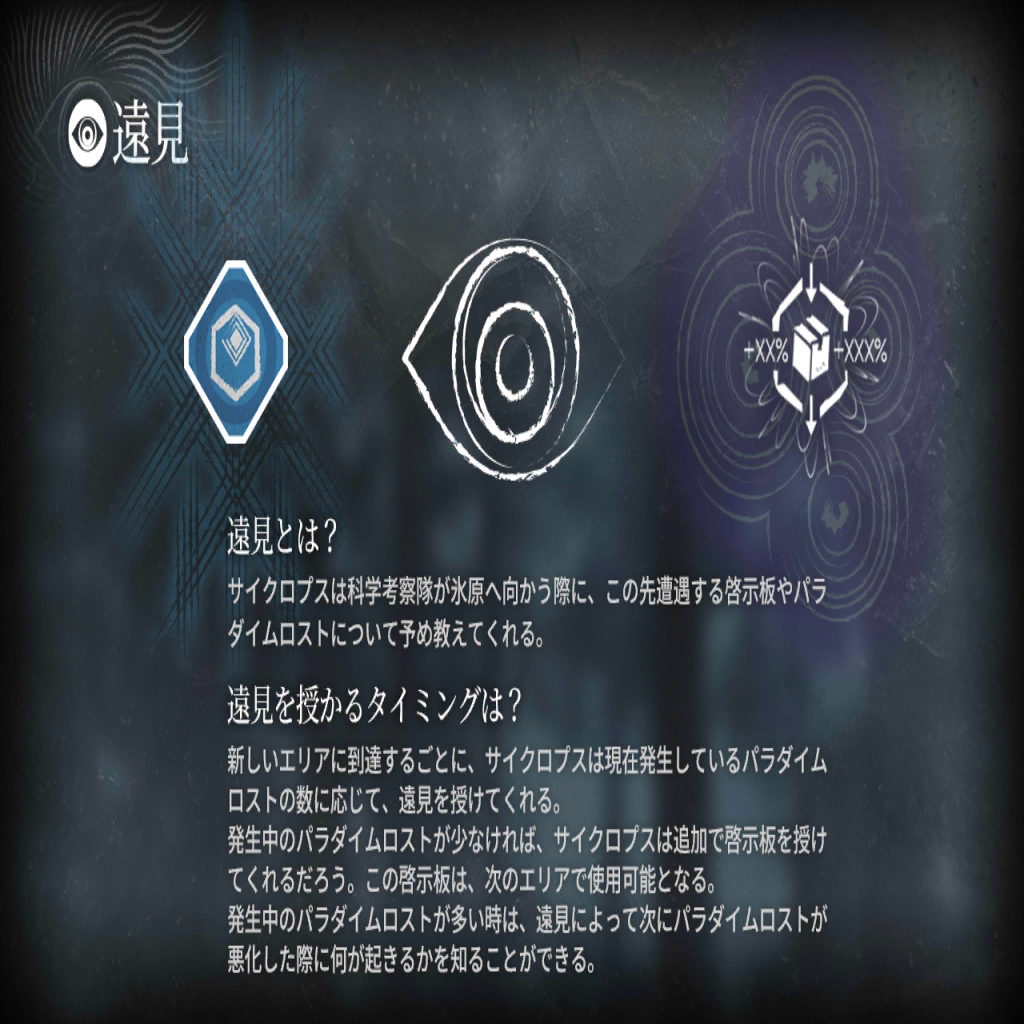 遠見
+XX%
+XXX%
遠見とは？
サイクロプスは科学考察隊が氷原へ向かう際に、この先遭遇する啓示板やパラ
ダイムロストについて予め教えてくれる。
遠見を授かるタイミングは？
新しいエリアに到達するごとに、サイクロプスは現在発生しているパラダイム
ロストの数に応じて、遠見を授けてくれる。
発生中のパラダイムロストが少なければ、サイクロプスは追加で啓示板を授け
てくれるだろう。この啓示板は、次のエリアで使用可能となる。
発生中のパラダイムロストが多い時は、遠見によって次にパラダイムロストが
悪化した際に何が起きるかを知ることができる。